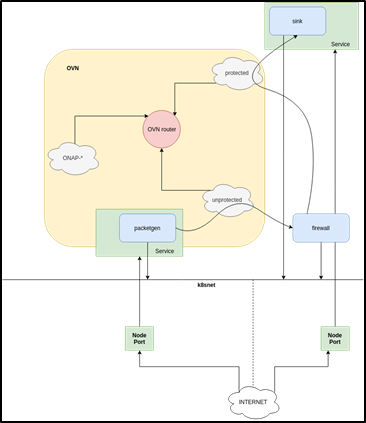 sink
Service
OVN
protected
OVN router
ONAP-*
unprotected
packetgen
Service
firewall
k8snet
Node
Port
Node
Port
INTERNET